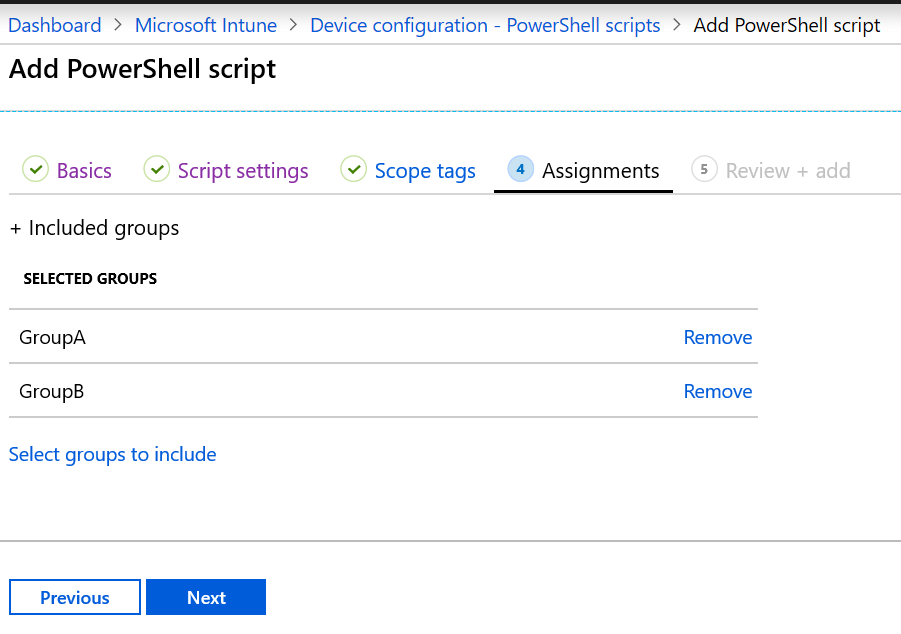 Dashboard > Microsoft Intune > Device configuration - PowerShell scripts > Add PowerShell script
Add PowerShell script
Basics Script settings Scope tags 4 Assignments 5 Review + add
+ Included groups
SELECTED GROUPS
GroupA Remove
GroupB Remove
Select groups to include
Previous Next